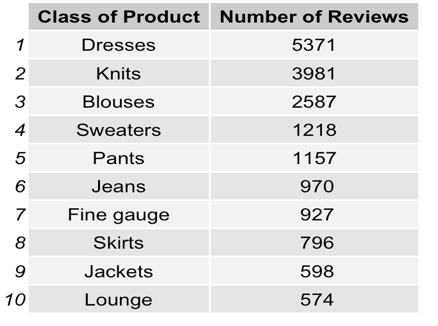 Class of Product Number of Reviews
1 Dresses 5371
2 Knits 3981
3 Blouses 2587
4 Sweaters 1218
5 Pants 1157
6 Jeans 970
7 Fine gauge 927
8 Skirts 796
9 Jackets 598
10 Lounge 574